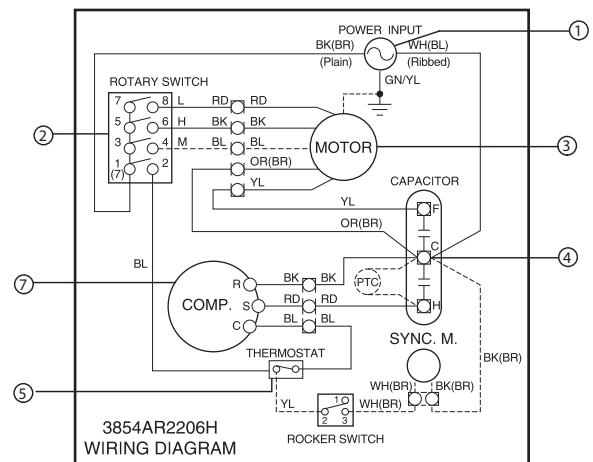 POWER INPUT
1
BK(BR)
WH(BL)
(Plain)
(Ribbed)
GN/YL
ROTARY SWITCH
7 8 L RD RD
5 6 H BK BK
2
3 4 M BL BL
MOTOR
3
1 2
(7)
OR(BR)
YL
CAPACITOR
YL
F
OR(BR)
C
4
BL
7
R BK BK
PTC
COMP.
S RD RD
H
C BL BL
SYNC. M.
THERMOSTAT
BK(BR)
5
WH(BR)
BK(BR)
YL
1
WH(BR)
2 3
ROCKER SWITCH
3854AR2206H
WIRING DIAGRAM